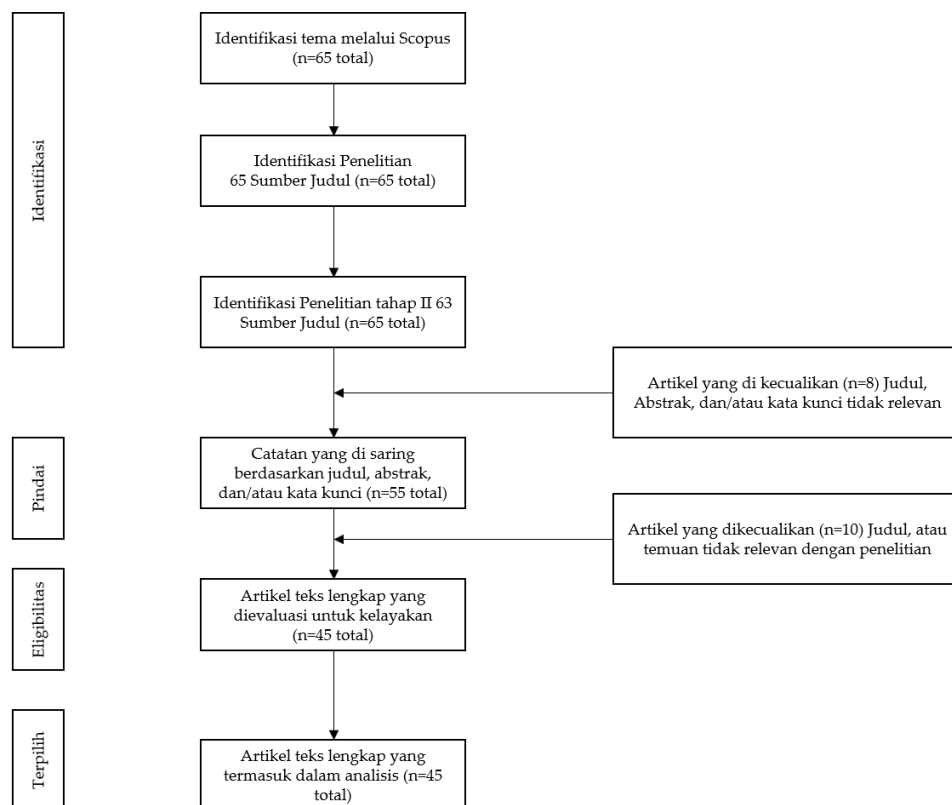 Identifikasi
Identifikasi tema melalui Scopus
(n=65 total)
Identifikasi Penelitian
65 Sumber Judul (n=65 total)
Identifikasi Penelitian tahap II 63
Sumber Judul (n=65 total)
Artikel yang di kecualikan (n=8) Judul,
Abstrak, dan/atau kata kunci tidak relevan
Pindai
Catatan yang di saring
berdasarkan judul, abstrak,
dan/atau kata kunci (n=55 total)
Artikel yang dikecualikan (n=10) Judul, atau
temuan tidak relevan dengan penelitian
Eligibilitas
Artikel teks lengkap yang
dievaluasi untuk kelayakan
(n=45 total)
Terpilih
Artikel teks lengkap yang
termasuk dalam analisis (n=45
total)